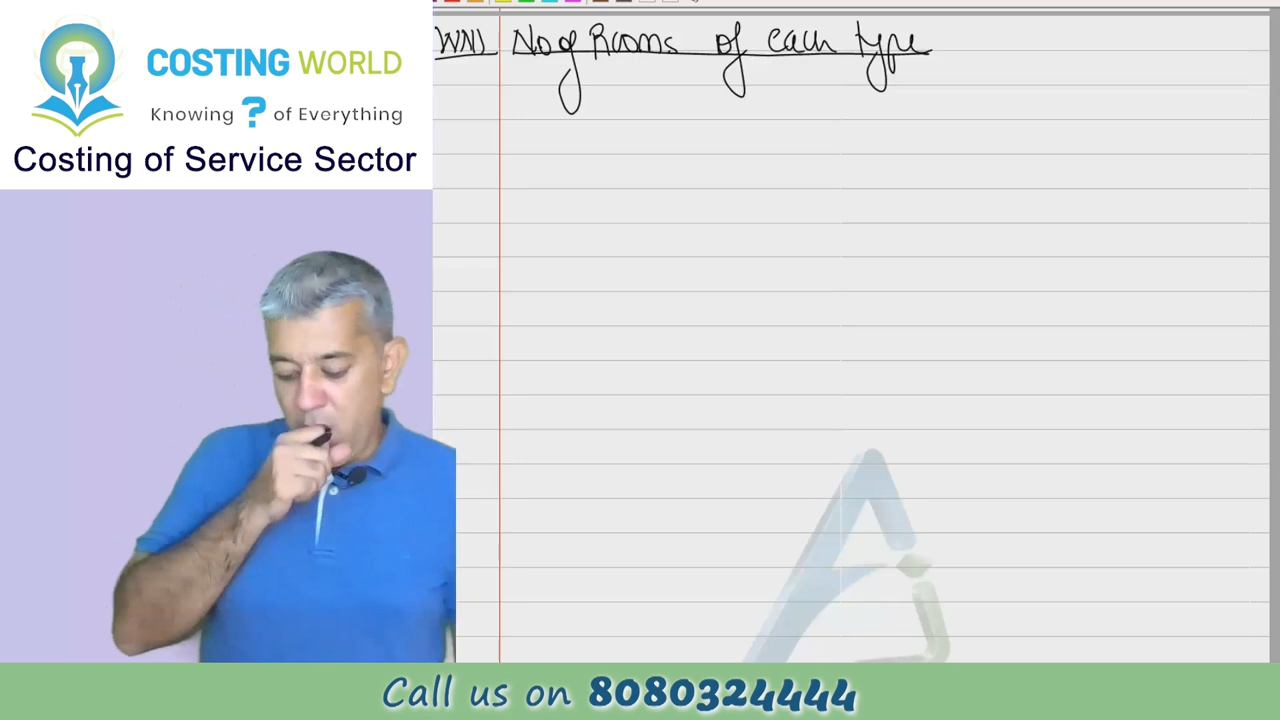 COSTING WORLD
Knowing ? of Everything
Costing of Service Sector
WN1 No of Rooms of each type
Call us on 8080324444